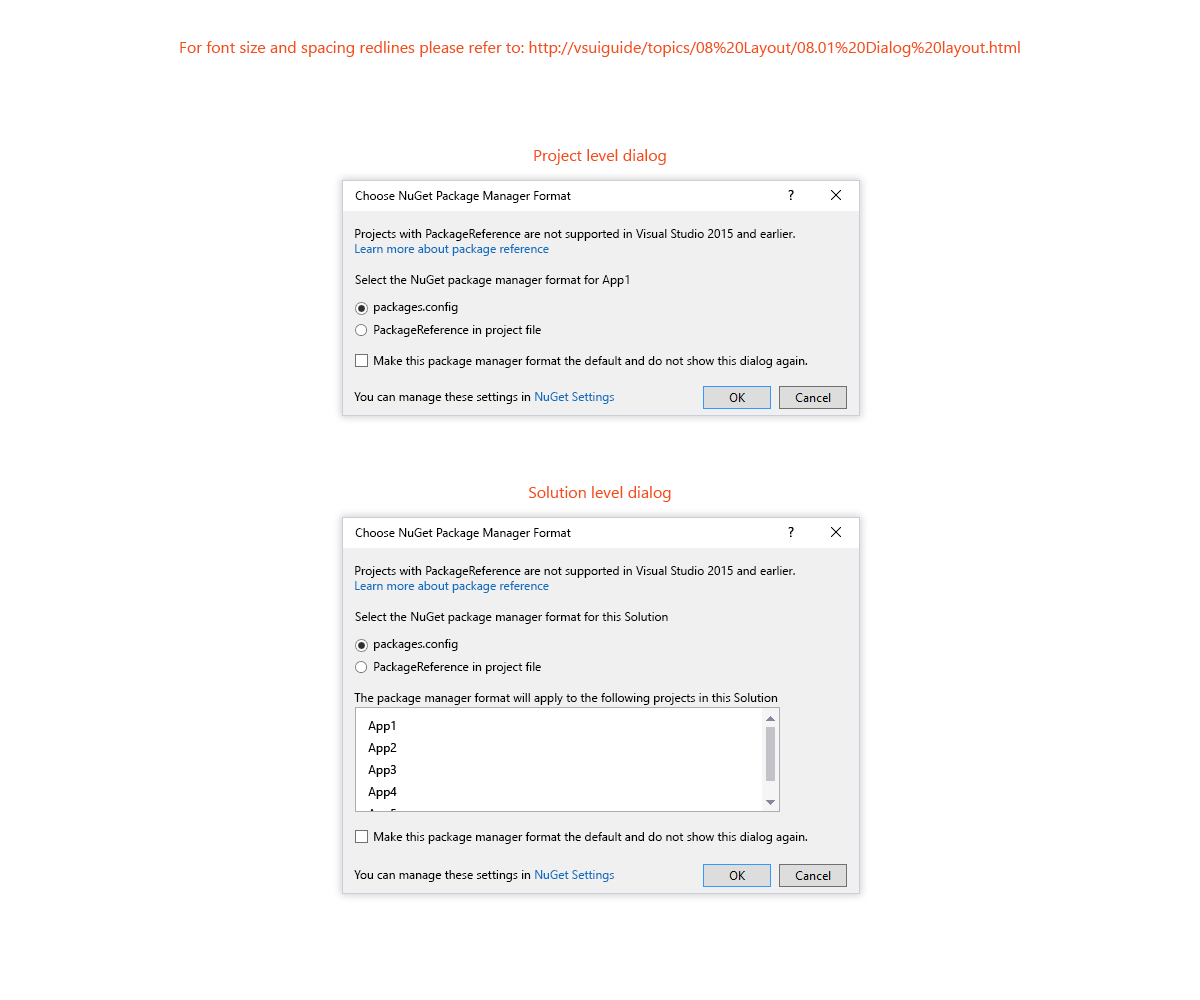 For font size and spacing redlines please refer to: http://vsuiguide/topics/08%20Layout/08.01%20Dialog%20layout.html
Project level dialog
Choose NuGet Package Manager Format ?
Projects with PackageReference are not supported in Visual Studio 2015 and earlier.
Learn more about package reference
Select the NuGet package manager format for App1
packages.config
PackageReference in project file
Make this package manager format the default and do not show this dialog again.
You can manage these settings in NuGet Settings OK Cancel
Solution level dialog
Choose NuGet Package Manager Format ?
Projects with PackageReference are not supported in Visual Studio 2015 and earlier.
Learn more about package reference
Select the NuGet package manager format for this Solution
packages.config
PackageReference in project file
The package manager format will apply to the following projects in this Solution
App1
App2
App3
App4
Make this package manager format the default and do not show this dialog again.
You can manage these settings in NuGet Settings OK Cancel